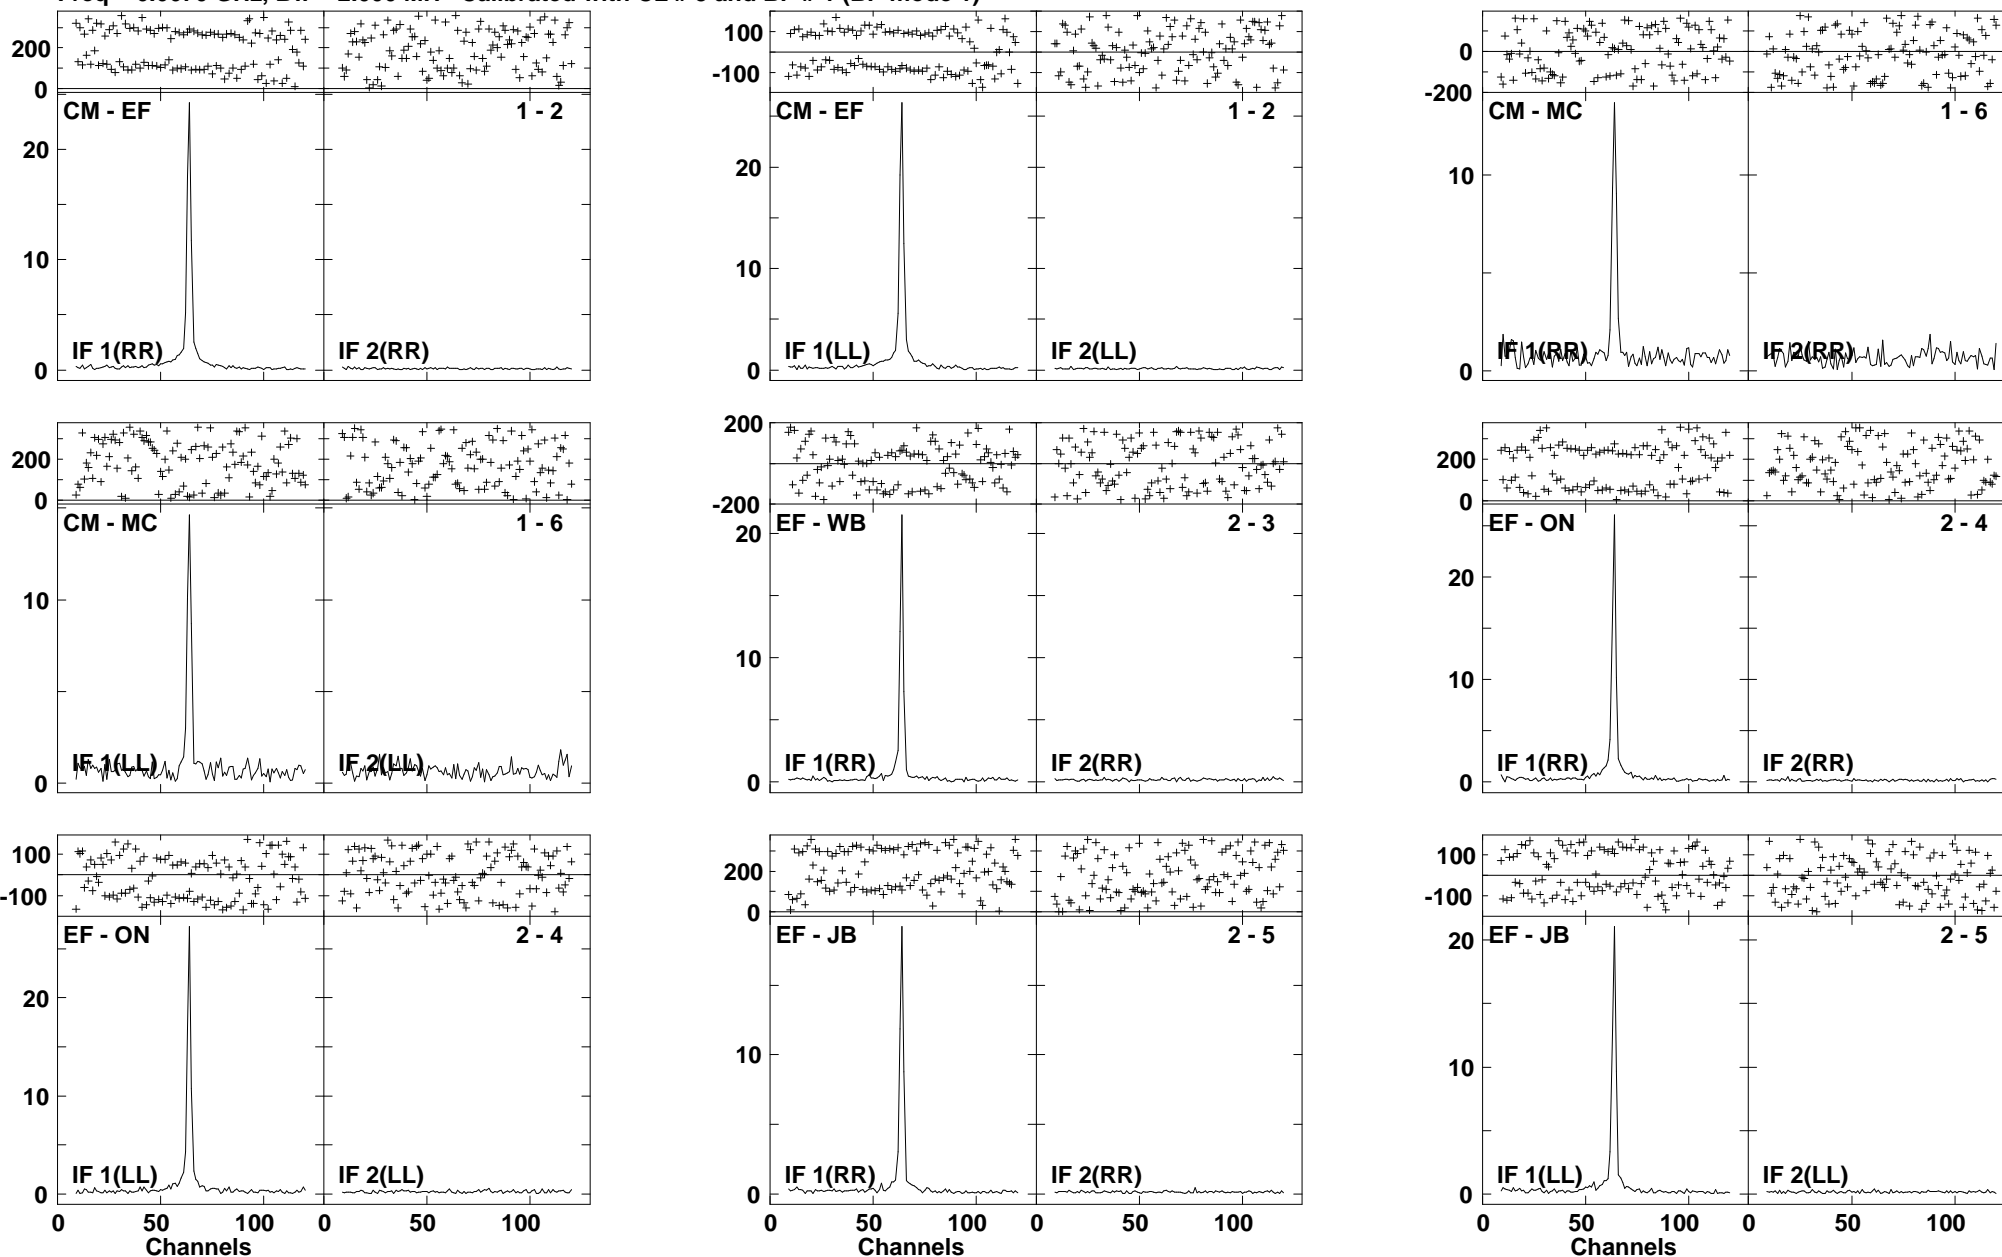 200
0
CM - EF
1 - 2
20
10
IF 1(RR)
IF 2(RR)
0
100
-100
CM - EF
1 - 2
20
10
IF 1(LL)
IF 2(LL)
0
0
-200
CM - MC
1 - 6
10
IF 1(RR)
IF 2(RR)
0
200
0
CM - MC
1 - 6
10
IF 1(LL)
IF 2(LL)
0
200
-200
EF - WB
2 - 3
20
10
IF 1(RR)
IF 2(RR)
0
200
0
EF - ON
2 - 4
20
10
IF 1(RR)
IF 2(RR)
0
100
-100
EF - ON
2 - 4
20
10
IF 1(LL)
IF 2(LL)
0
0 50 100 0 50 100
Channels
200
0
EF - JB
2 - 5
10
IF 1(RR)
IF 2(RR)
0
0 50 100 0 50 100
Channels
100
-100
EF - JB
2 - 5
20
10
IF 1(LL)
IF 2(LL)
0
0 50 100 0 50 100
Channels